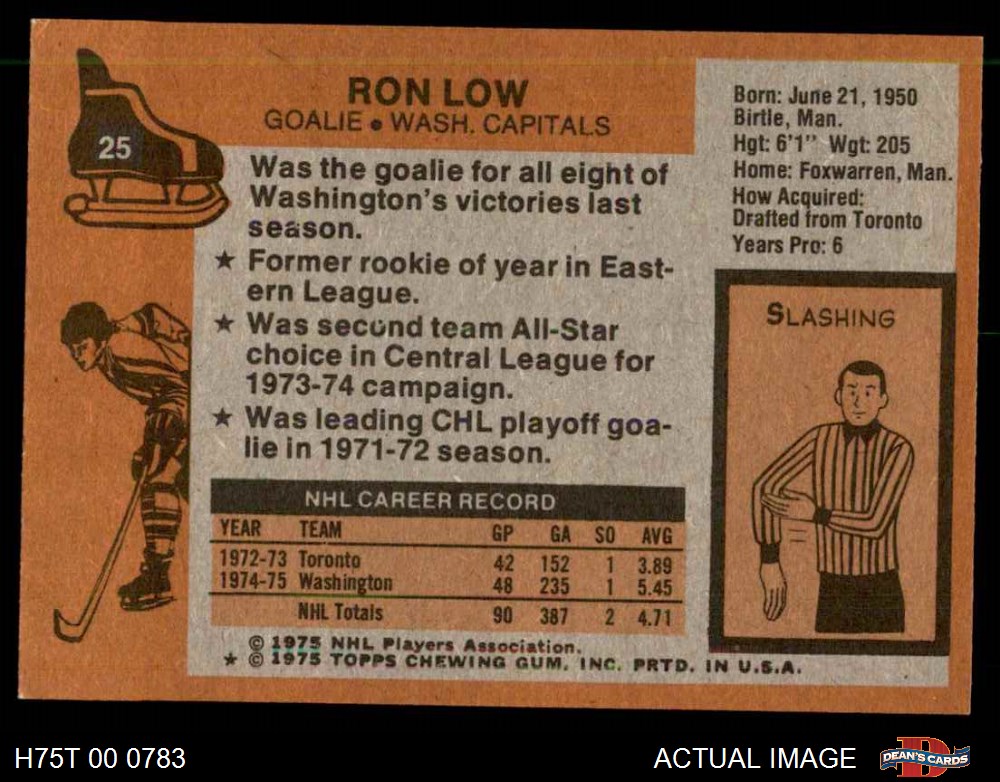 RON LOW
GOALIE • WASH. CAPITALS
25
Was the goalie for all eight of
Washington's victories last
season.
★ Former rookie of year in East-
ern League.
★ Was second team All-Star
choice in Central League for
1973-74 campaign.
★ Was leading CHL playoff goa-
lie in 1971-72 season.
Born: June 21, 1950
Birtle, Man.
Hgt: 6'1" Wgt: 205
Home: Foxwarren, Man.
How Acquired:
Drafted from Toronto
Years Pro: 6
SLASHING
NHL CAREER RECORD
YEAR TEAM GP GA SO AVG
1972-73 Toronto 42 152 1 3.89
1974-75 Washington 48 235 1 5.45
NHL Totals 90 387 2 4.71
© 1975 NHL Players Association.
★ © 1975 TOPPS CHEWING GUM, INC. PRTD. IN U.S.A.
H75T 00 0783
ACTUAL IMAGE
DEAN'S CARDS